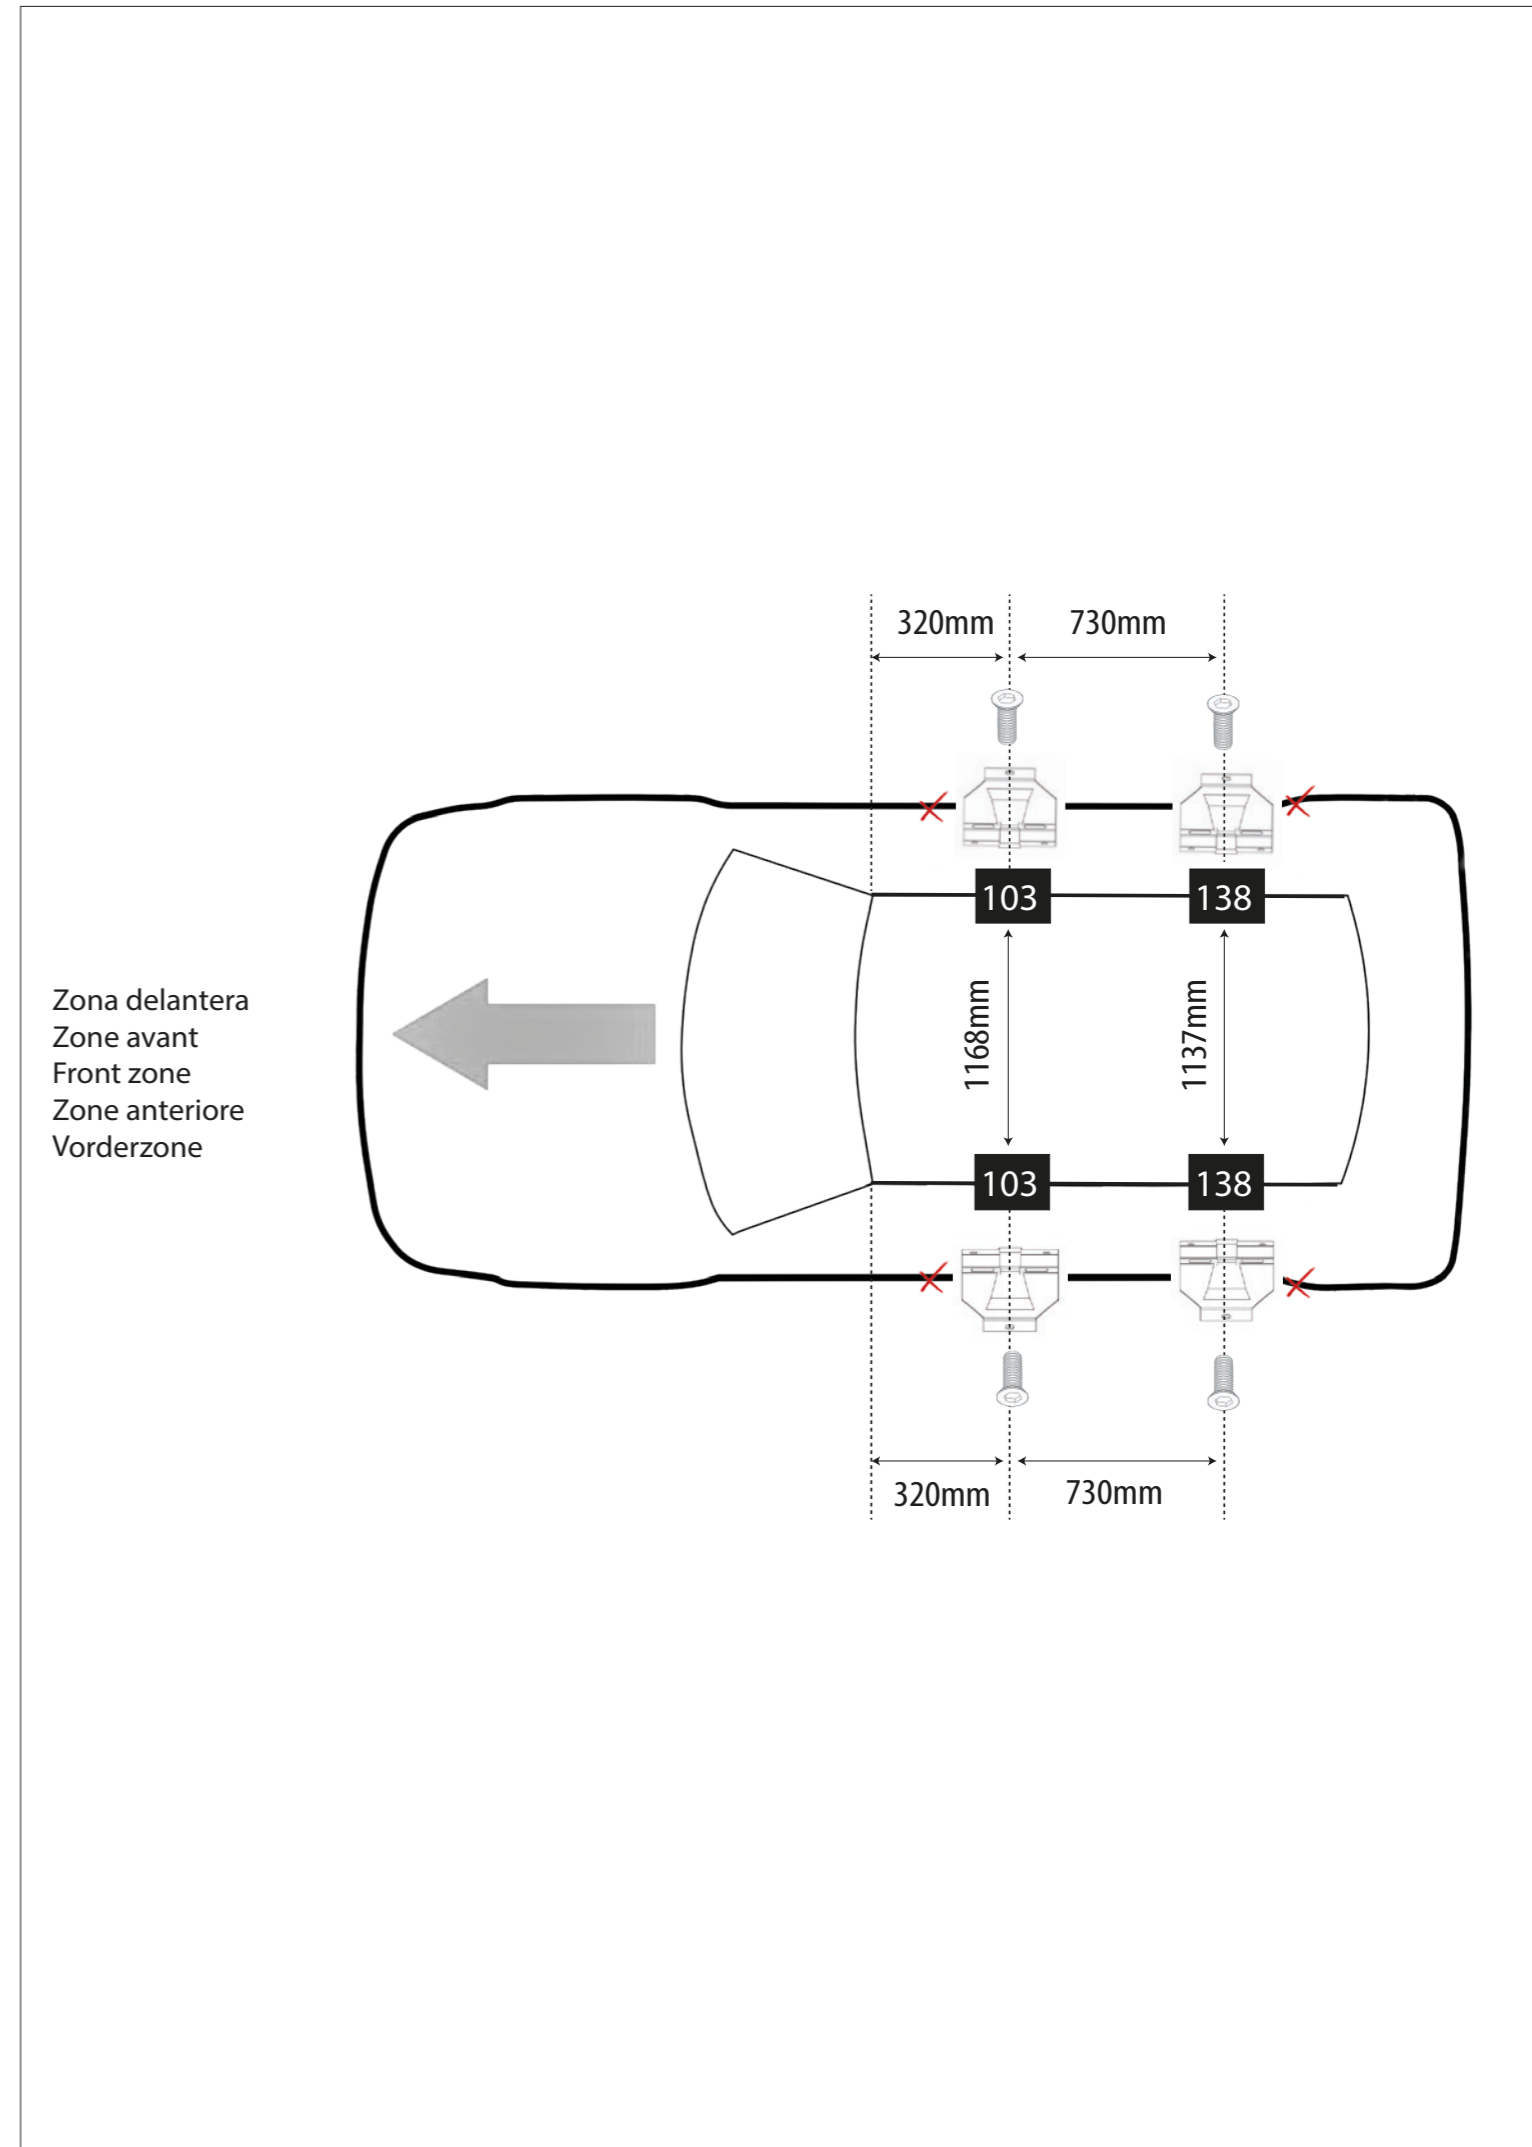 320mm 730mm
103 138
1168mm 1137mm
Zona delantera
Zone avant
Front zone
Zone anteriore
Vorderzone
103 138
320mm 730mm